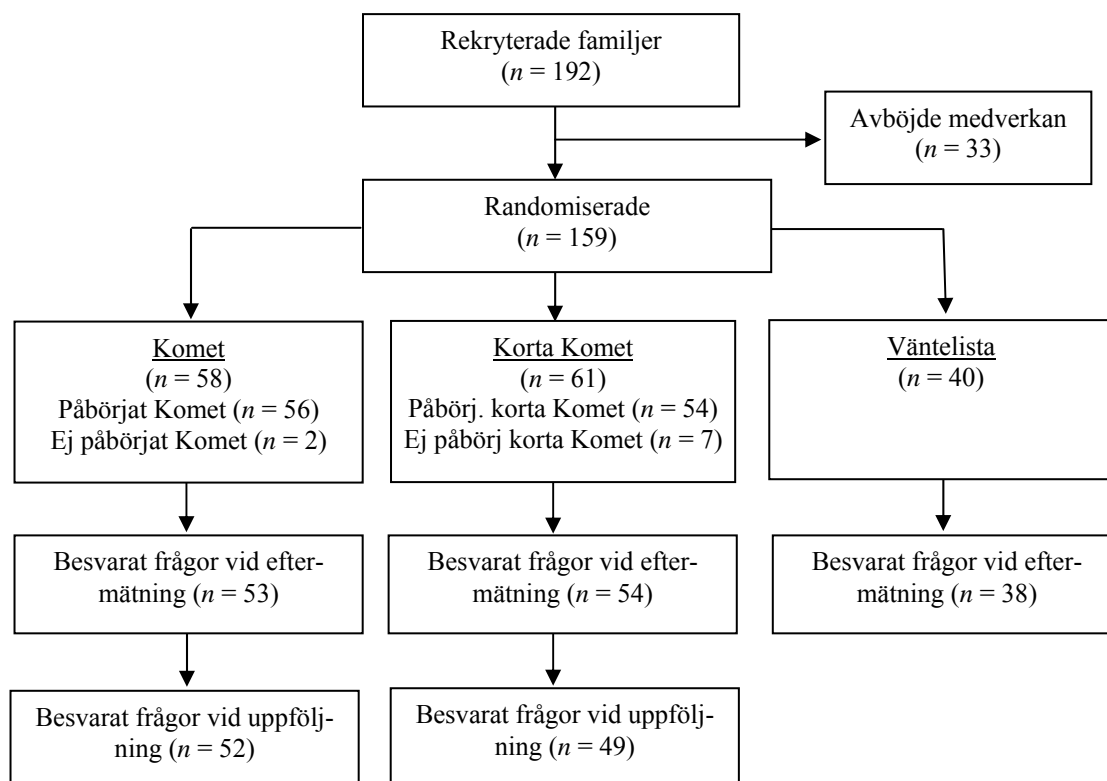 Rekryterade familjer
(n = 192)
Avböjde medverkan
(n = 33)
Randomiserade
(n = 159)
Komet
(n = 58)
Påbörjat Komet (n = 56)
Ej påbörjat Komet (n = 2)
Korta Komet
(n = 61)
Påbörj. korta Komet (n = 54)
Ej påbörj korta Komet (n = 7)
Väntelista
(n = 40)
Besvarat frågor vid efter-
mätning (n = 53)
Besvarat frågor vid efter-
mätning (n = 54)
Besvarat frågor vid efter-
mätning (n = 38)
Besvarat frågor vid uppfölj-
ning (n = 52)
Besvarat frågor vid uppfölj-
ning (n = 49)